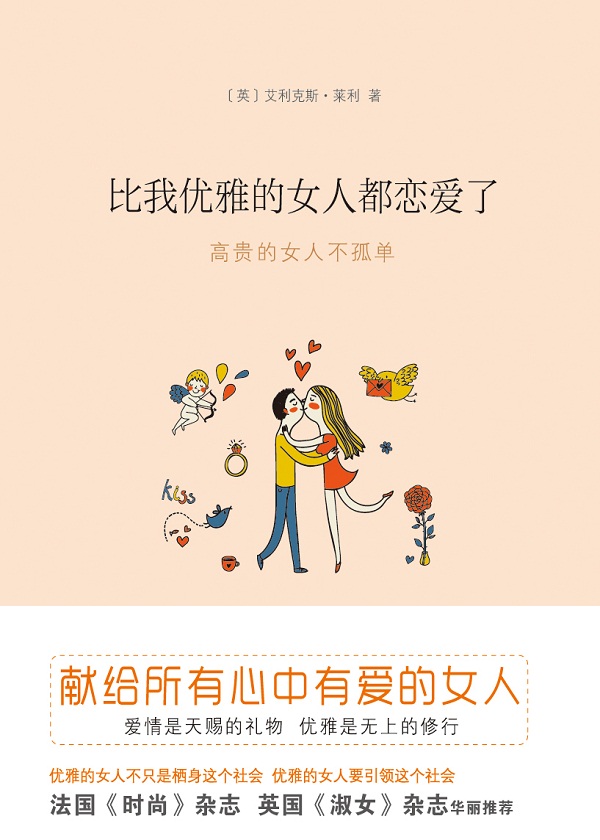 〔英〕艾利克斯·莱利 著
比我优雅的女人都恋爱了
高贵的女人不孤单
kiss
献给所有心中有爱的女人
爱情是天赐的礼物 优雅是无上的修行
优雅的女人不只是栖身这个社会 优雅的女人要引领这个社会
法国《时尚》杂志 英国《淑女》杂志华丽推荐